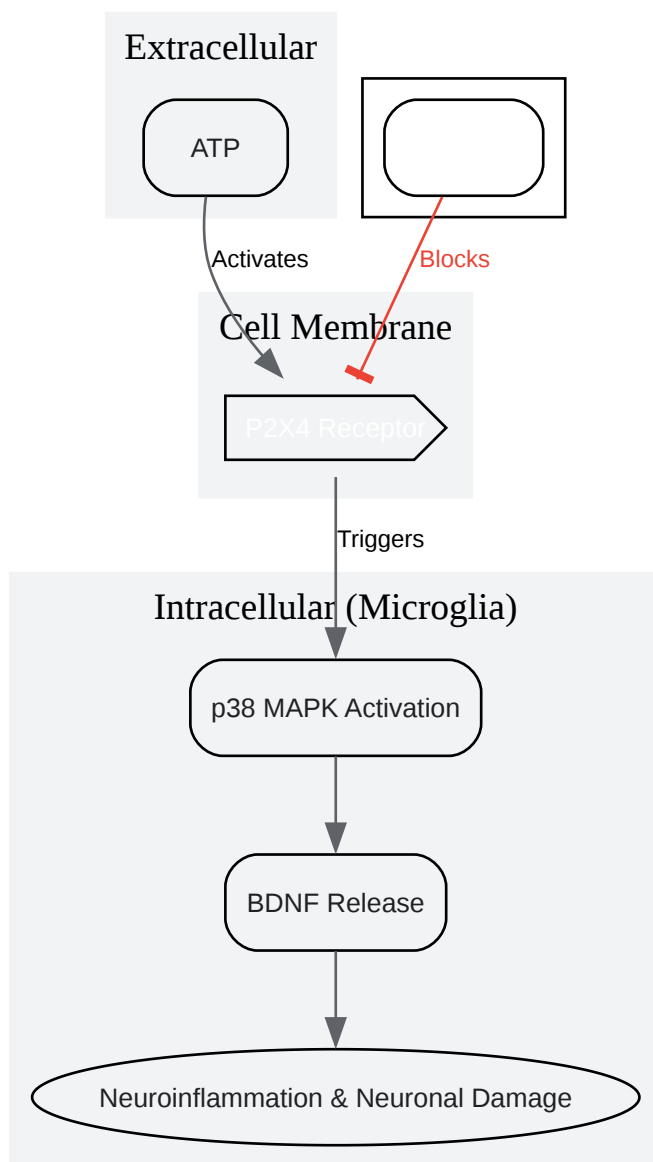 Extracellular
ATP
Activates
Blocks
Cell Membrane
P2X4 Receptor
Triggers
Intracellular (Microglia)
p38 MAPK Activation
BDNF Release
Neuroinflammation & Neuronal Damage